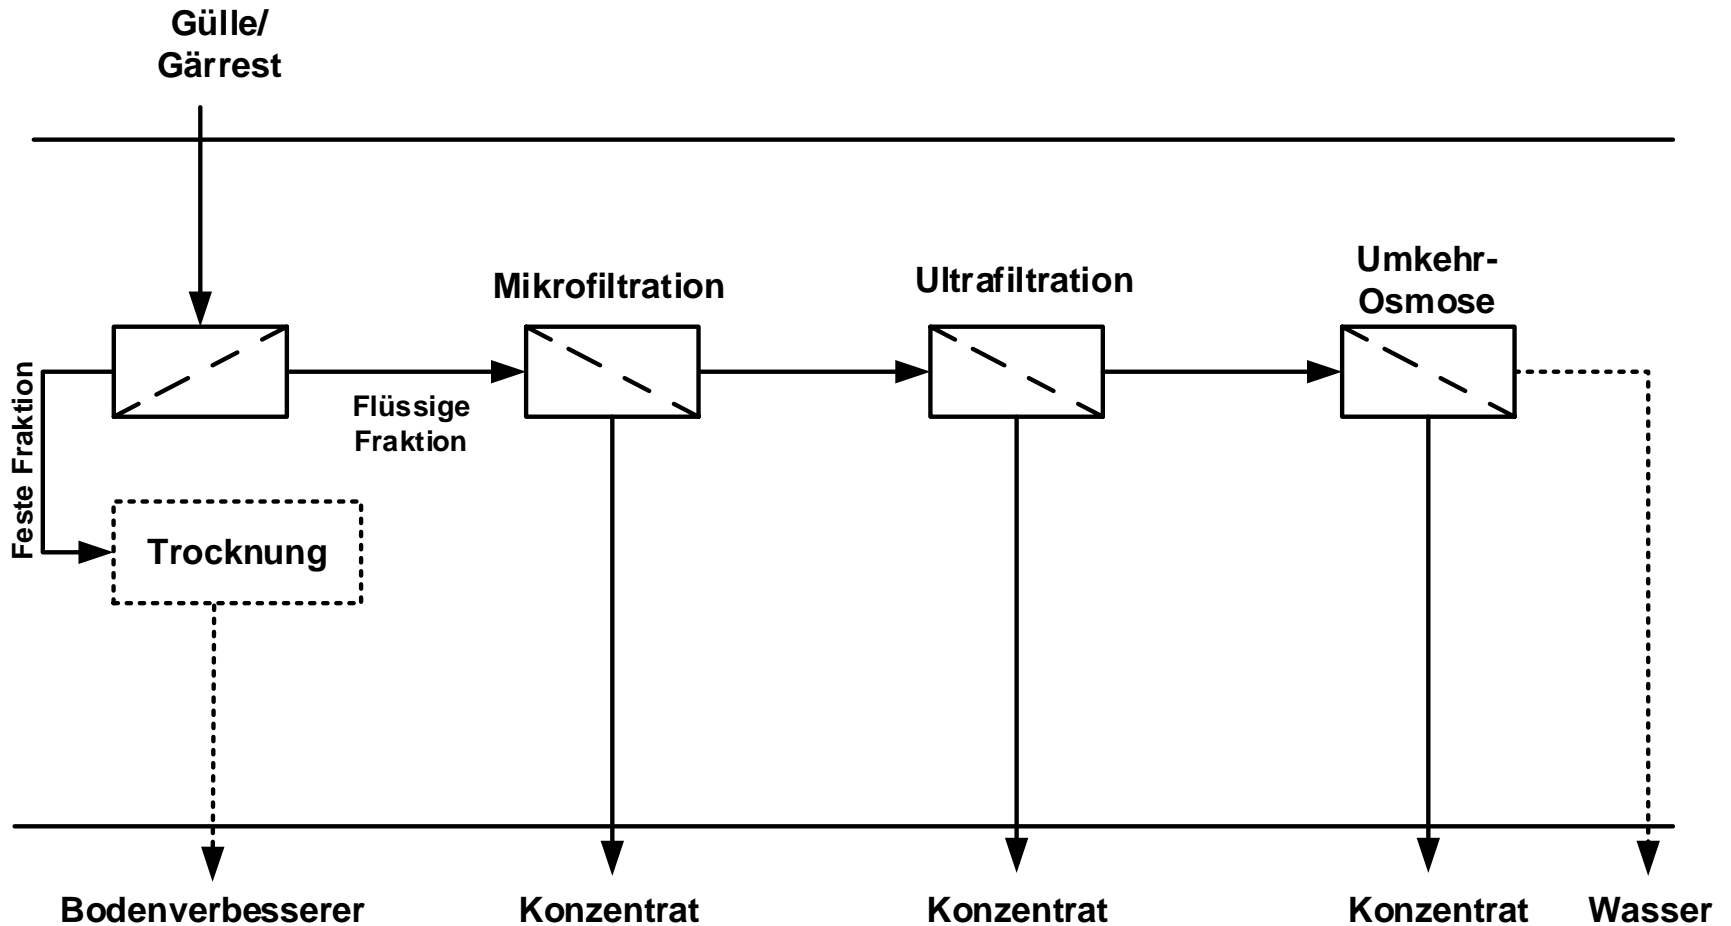 Gülle/
Gärrest
Mikrofiltration
Ultrafiltration
Umkehr-
Osmose
Flüssige
Fraktion
Feste Fraktion
Trocknung
Bodenverbesserer
Konzentrat
Konzentrat
Konzentrat
Wasser